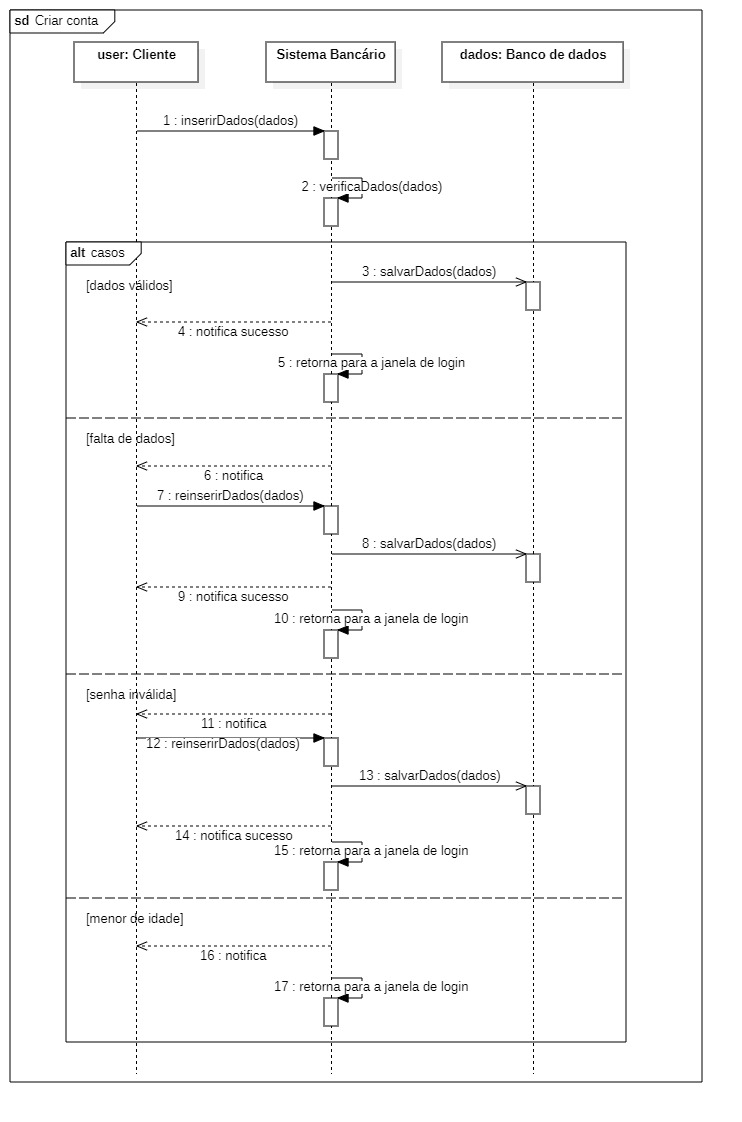 sd Criar conta
user: Cliente
Sistema Bancário
dados: Banco de dados
1 : inserirDados(dados)
2 : verificaDados(dados)
alt casos
3 : salvarDados(dados)
[dados válidos]
4 : notifica sucesso
5 : retorna para a janela de login
[falta de dados]
6 : notifica
7 : reinserirDados(dados)
8 : salvarDados(dados)
9 : notifica sucesso
10 : retorna para a janela de login
[senha inválida]
11 : notifica
12 : reinserirDados(dados)
13 : salvarDados(dados)
14 : notifica sucesso
15 : retorna para a janela de login
[menor de idade]
16 : notifica
17 : retorna para a janela de login